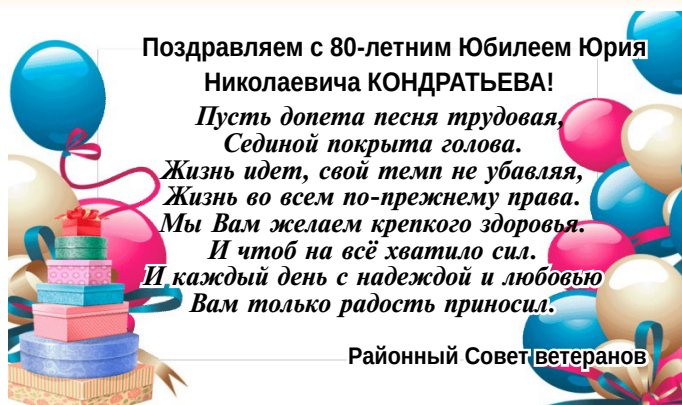 Поздравляем с 80-летним Юбилеем Юрия
Николаевича КОНДРАТЬЕВА!
Пусть допета песня трудовая,
Сединой покрыта голова.
Жизнь идет, свой темп не убавляя,
Жизнь во всем по-прежнему права.
Мы Вам желаем крепкого здоровья.
И чтоб на всё хватило сил.
И каждый день с надеждой и любовью
Вам только радость приносил.
Районный Совет ветеранов